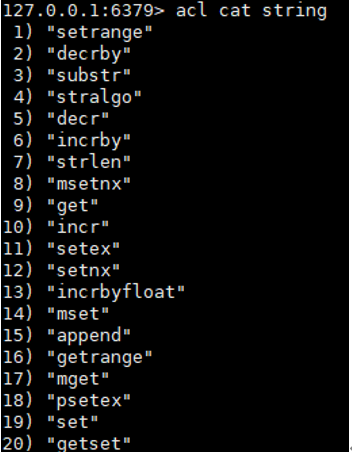 127.0.0.1:6379> acl cat string
1) "setrange"
2) "decrby"
3) "substr"
4) "stralgo"
5) "decr"
6) "incrby"
7) "strlen"
8) "msetnx"
9) "get"
10) "incr"
11) "setex"
12) "setnx"
13) "incrbyfloat"
14) "mset"
15) "append"
16) "getrange"
17) "mget"
18) "psetex"
19) "set"
20) "getset"